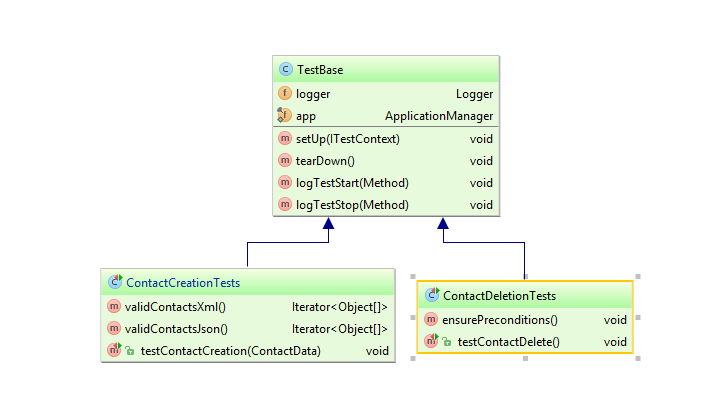 TestBase
logger Logger
app ApplicationManager
setUp(ITestContext) void
tearDown() void
logTestStart(Method) void
logTestStop(Method) void
ContactCreationTests
validContactsXml() Iterator<Object[]>
validContactsJson() Iterator<Object[]>
testContactCreation(ContactData) void
ContactDeletionTests
ensurePreconditions() void
testContactDelete() void